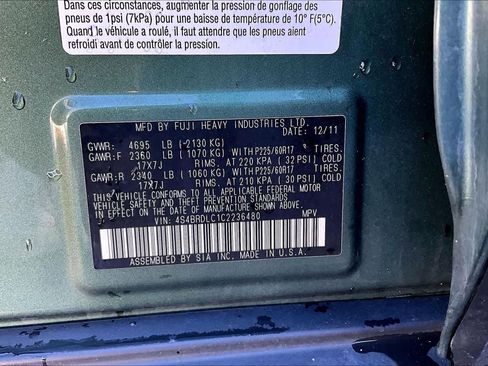 Dans ces circonstances, augmenter la pression de gonflage des
pneus de 1psi (7kPa) pour une baisse de température de 10° F(5°C).
Quand le véhicule a roulé, il faut attendre que les pneus aient
refroidi avant de contrôler la pression.
MFD BY FUJI HEAVY INDUSTRIES LTD.
DATE: 12/11
GVWR: 4695 LB ( 2130 KG)
GAWR:F 2360 LB ( 1070 KG) WITH P225/60R17
17X7J RIMS, AT 220 KPA ( 32 PSI) COLD
GAWR:R 2340 LB ( 1060 KG) WITH P225/60R17
17X7J RIMS, AT 210 KPA ( 30 PSI) COLD
THIS VEHICLE CONFORMS TO ALL APPLICABLE FEDERAL MOTOR
VEHICLE SAFETY AND THEFT PREVENTION STANDARDS IN EFFECT
ON THE DATE OF MANUFACTURE SHOWN ABOVE.
VIN: 4S4BRDLC1C2236480 MPV
ASSEMBLED BY SIA INC. MADE IN U.S.A.